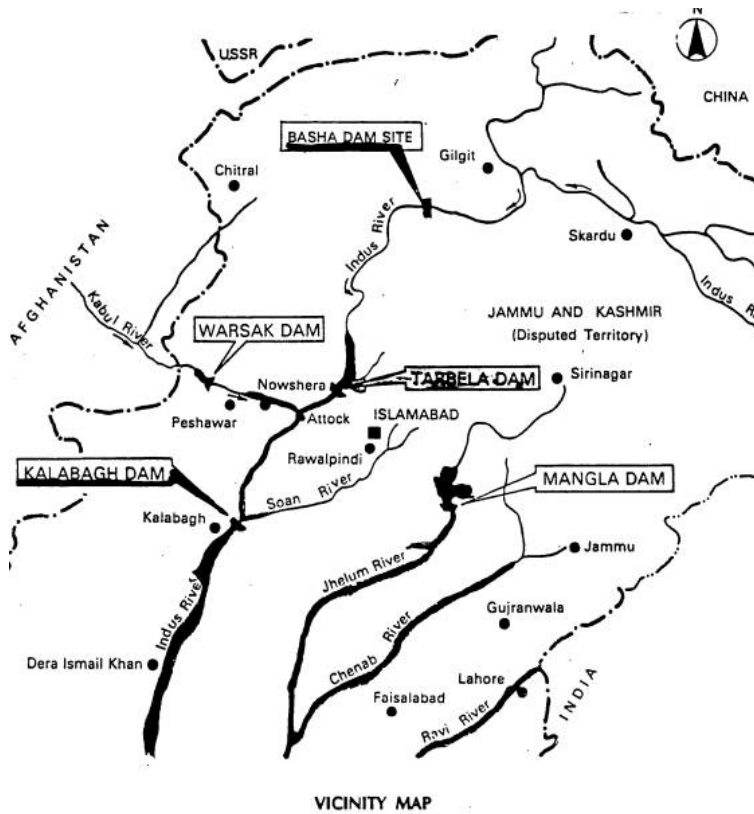 N
USSR
CHINA
BASHA DAM SITE
Gilgit
Chitral
Skardu
Indus River
AFGHANISTAN
Kabul River
Indus
JAMMU AND KASHMIR
(Disputed Territory)
WARSAK DAM
Nowshera
TARBELA DAM
Sirinagar
Peshawar
Attock
ISLAMABAD
Rawalpindi
KALABAGH DAM
MANGLA DAM
Soan River
Kalabagh
Jammu
Jhelum River
Indus River
Gujranwala
Chenab River
Dera Ismail Khan
Lahore
Faisalabad
INDIA
Ravi River
VICINITY MAP